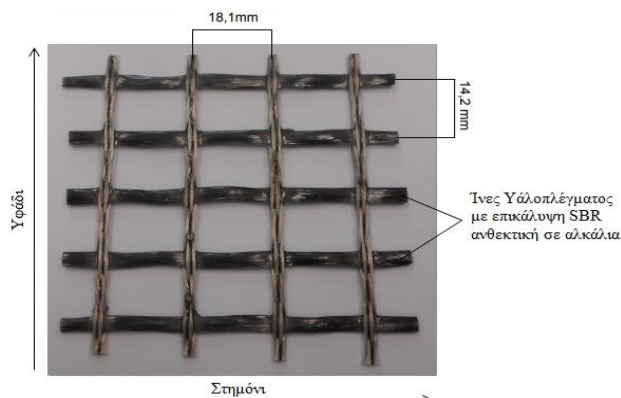 18,1mm
14,2 mm
Υφάδι
Ίνες Υάλοπλέγματος
με επικάλυψη SBR
ανθεκτική σε αλκάλια
Στημόνι